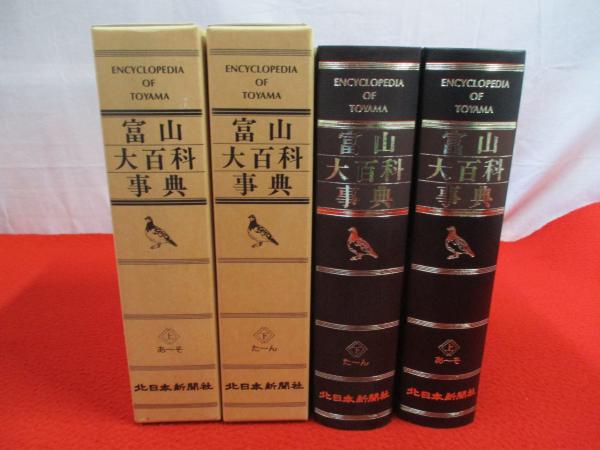 ENCYCLOPEDIA
OF
TOYAMA
富山
大百科
事典
上
あーそ
北日本新聞社
ENCYCLOPEDIA
OF
TOYAMA
富山
大百科
事典
下
たーん
北日本新聞社
ENCYCLOPEDIA
OF
TOYAMA
富山
大百科
事典
下
たーん
北日本新聞社
ENCYCLOPEDIA
OF
TOYAMA
富山
大百科
事典
上
あーそ
北日本新聞社